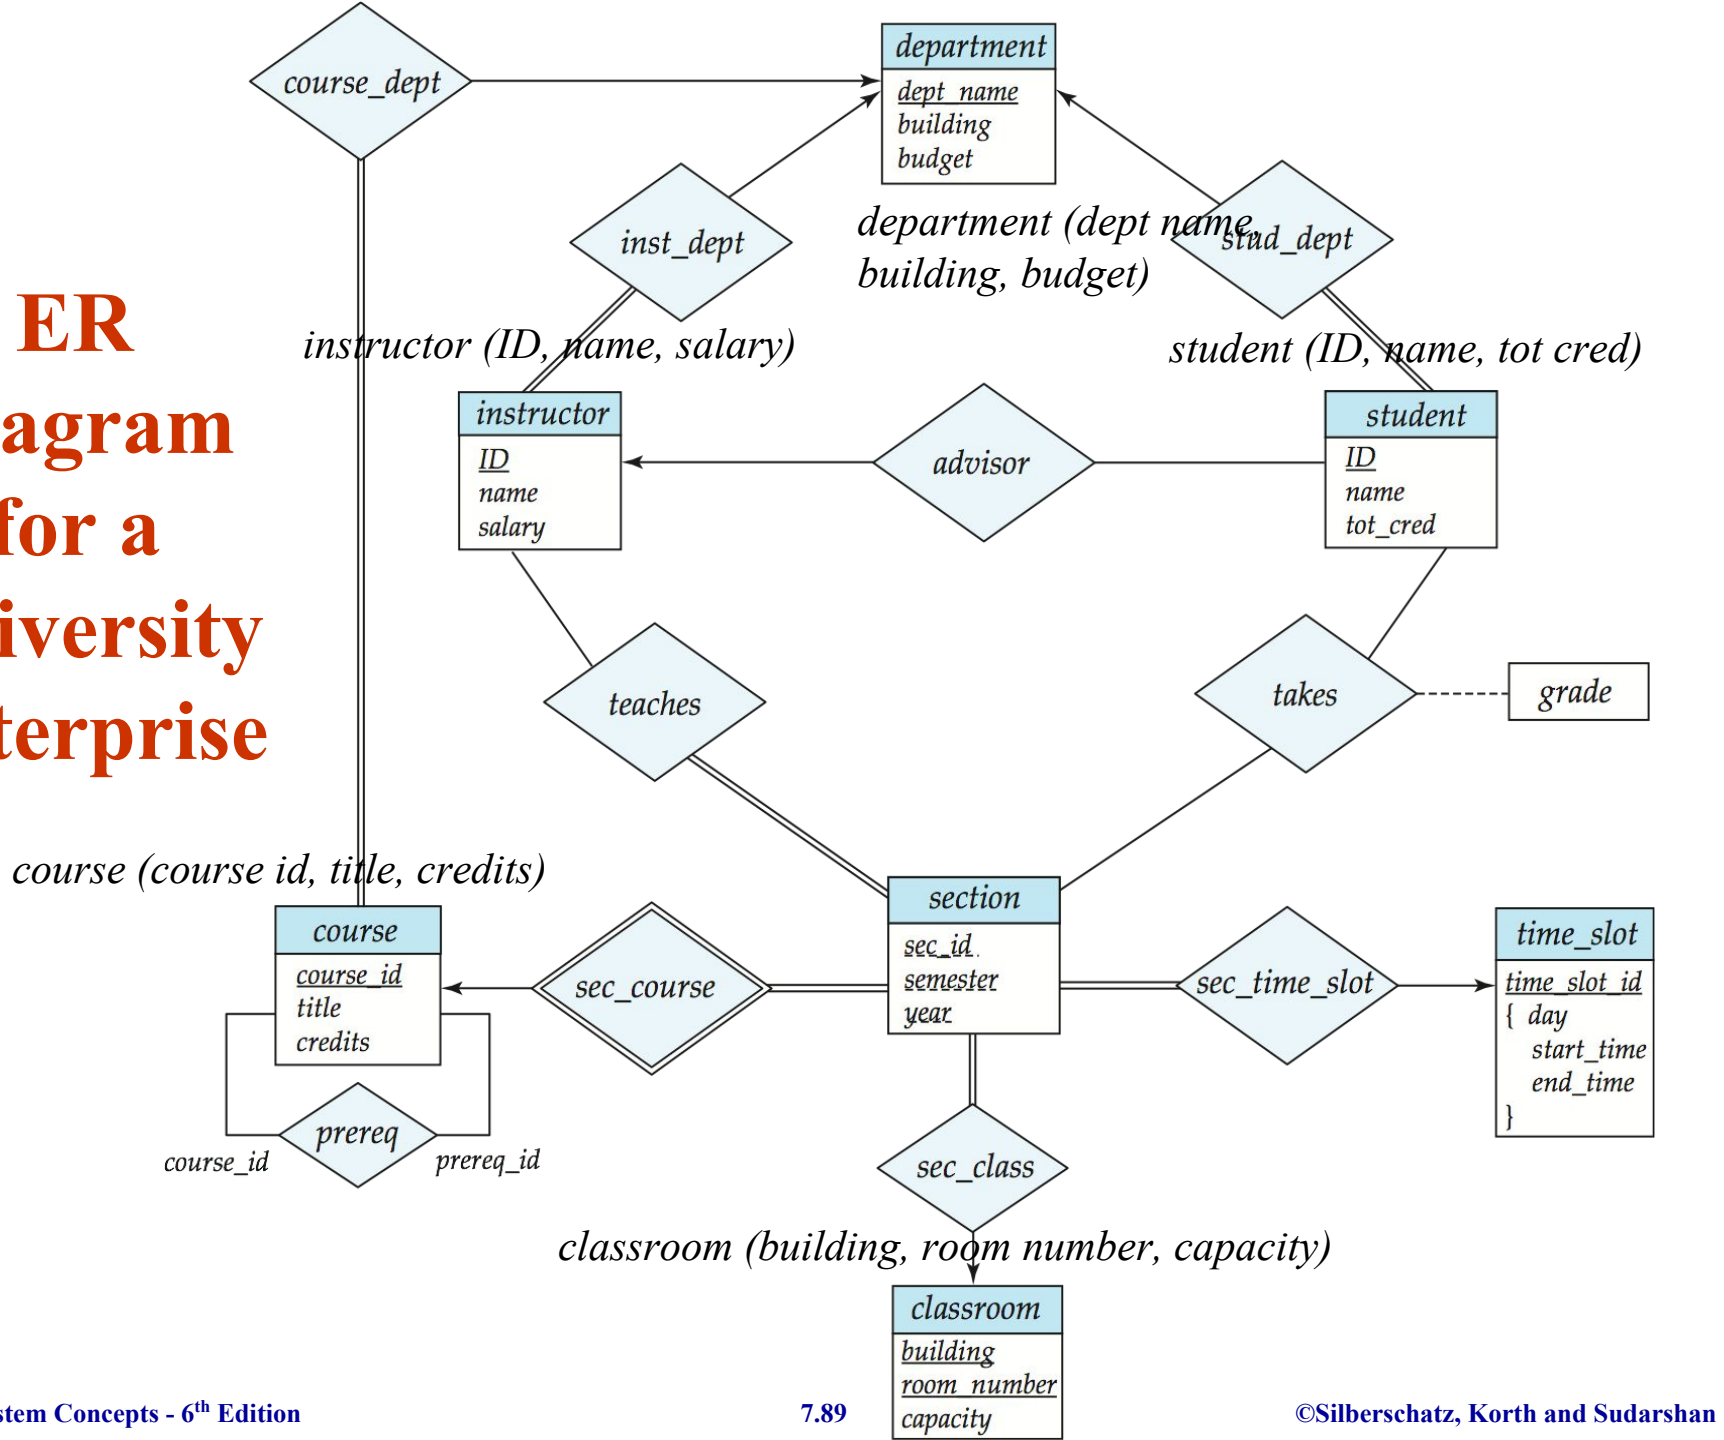 department
course_dept
dept_name
building
budget
department (dept name,
building, budget)
inst_dept
stud_dept
ER
agram
for a
iversity
terprise
instructor (ID, name, salary)
student (ID, name, tot cred)
instructor
ID
name
salary
advisor
student
ID
name
tot_cred
teaches
takes
grade
course (course id, title, credits)
course
course_id
title
credits
sec_course
section
sec_id
semester
year
sec_time_slot
time_slot
time_slot_id
{ day
start_time
end_time
}
prereq
course_id
prereq_id
sec_class
classroom (building, room number, capacity)
classroom
building
room_number
capacity
stem Concepts - 6th Edition
7.89
©Silberschatz, Korth and Sudarshan